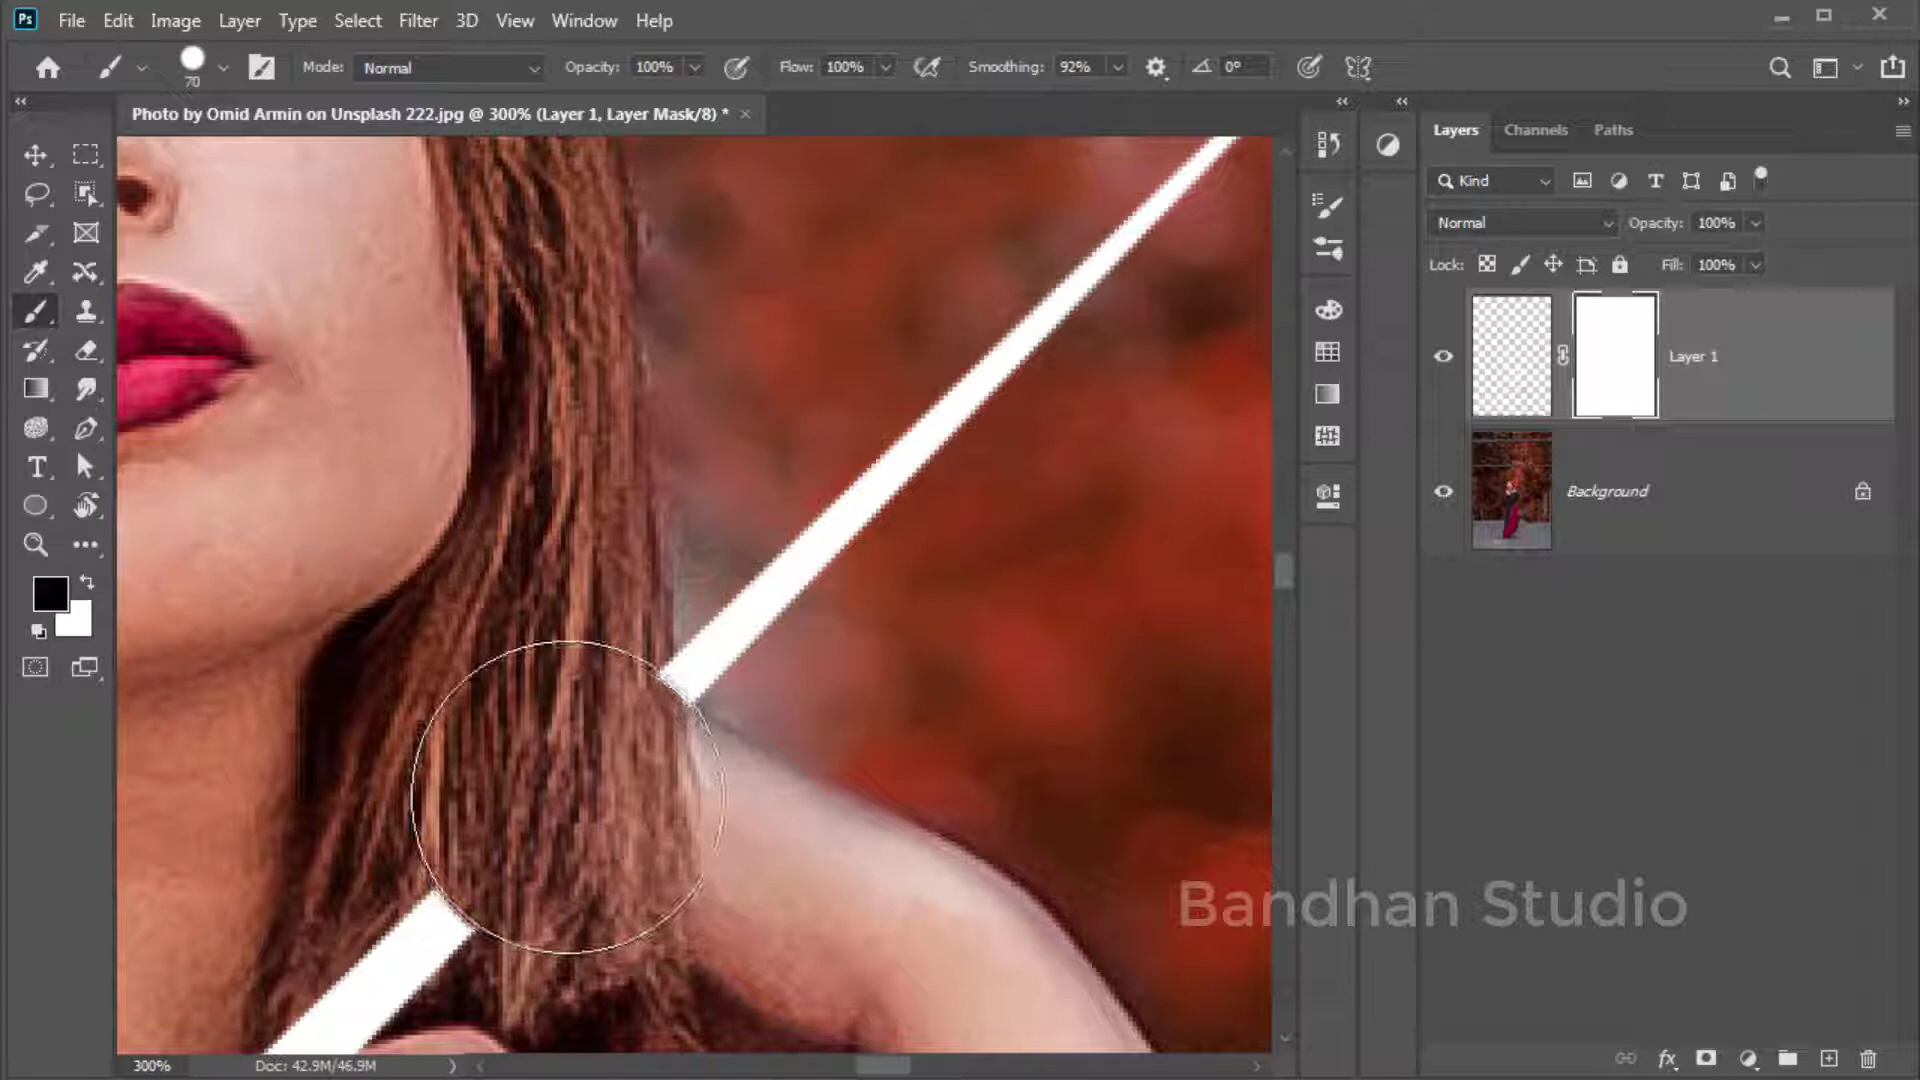 Ps File Edit Image Layer Type Select Filter 3D View Window Help
70 Mode: Normal Opacity: 100% Flow: 100% Smoothing: 92% 0°
Photo by Omid Armin on Unsplash 222.jpg @ 300% (Layer 1, Layer Mask/8) *
Layers Channels Paths
Kind
Normal Opacity: 100%
Lock: Fill: 100%
Layer 1
Background
Bandhan Studio
300% Doc: 42.9M/46.9M